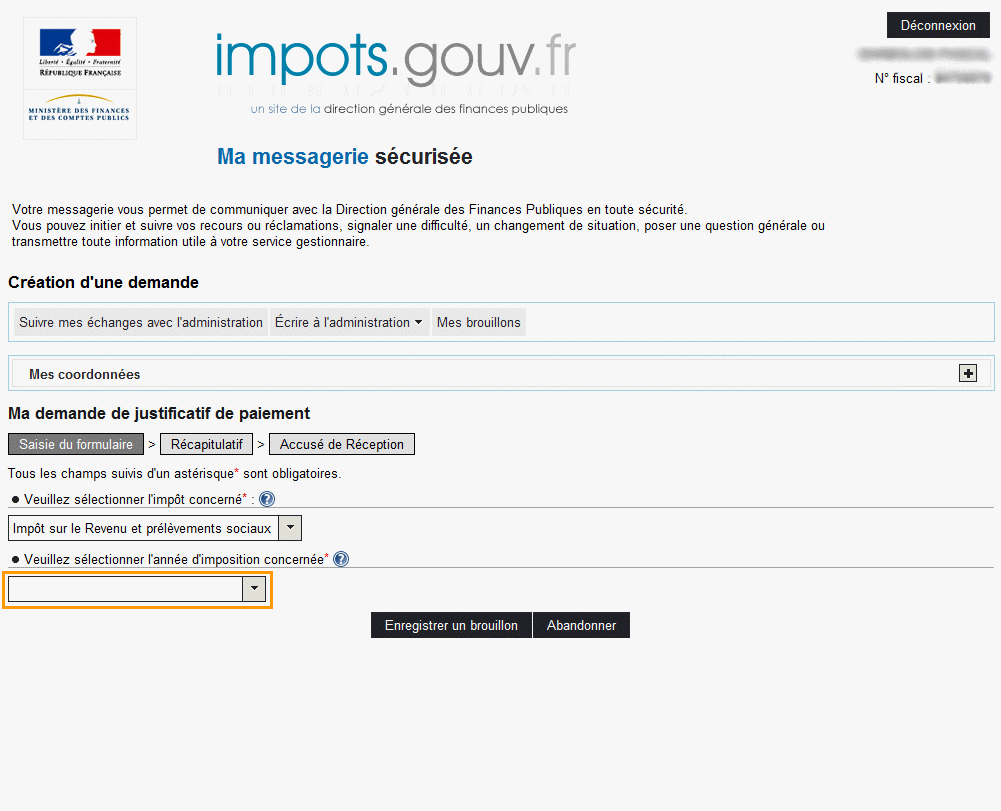 Déconnexion
Liberté • Égalité • Fraternité
RÉPUBLIQUE FRANÇAISE
MINISTÈRE DES FINANCES
ET DES COMPTES PUBLICS
impots.gouv.fr
un site de la direction générale des finances publiques
N° fiscal :
Ma messagerie sécurisée
Votre messagerie vous permet de communiquer avec la Direction générale des Finances Publiques en toute sécurité.
Vous pouvez initier et suivre vos recours ou réclamations, signaler une difficulté, un changement de situation, poser une question générale ou
transmettre toute information utile à votre service gestionnaire.
Création d'une demande
Suivre mes échanges avec l'administration Écrire à l'administration Mes brouillons
Mes coordonnées
Ma demande de justificatif de paiement
Saisie du formulaire > Récapitulatif > Accusé de Réception
Tous les champs suivis d'un astérisque* sont obligatoires.
● Veuillez sélectionner l'impôt concerné* : ?
Impôt sur le Revenu et prélèvements sociaux
● Veuillez sélectionner l'année d'imposition concernée* ?
Enregistrer un brouillon Abandonner